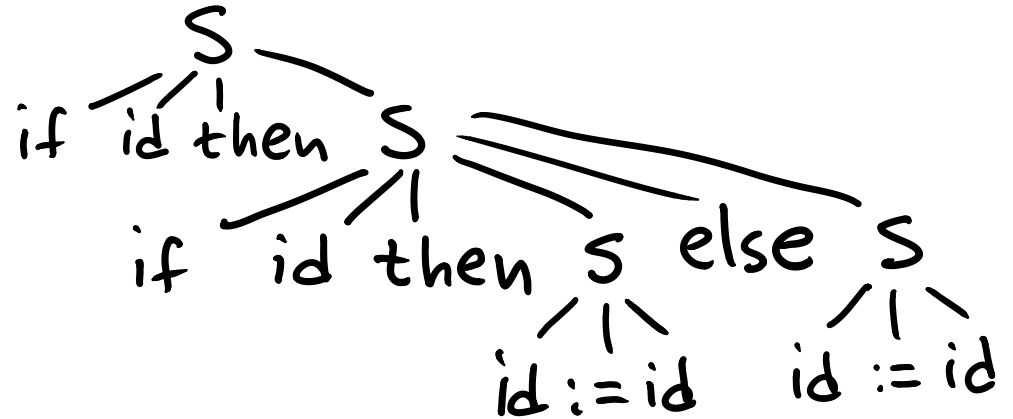 S
if id then S
if id then S else S
id := id id := id